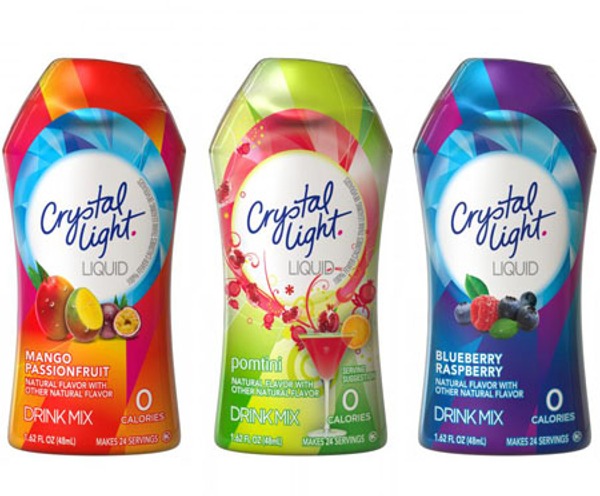 Crystal
Light.
LIQUID
MANGO
PASSIONFRUIT
NATURAL FLAVOR WITH
OTHER NATURAL FLAVOR
DRINK MIX
0
CALORIES
1.62 FL OZ (48mL)
MAKES 24 SERVINGS
Crystal
Light.
LIQUID
pomtini
SERVING
SUGGESTION
NATURAL FLAVOR WITH
OTHER NATURAL FLAVOR
DRINK MIX
0
CALORIES
1.62 FL OZ (48mL)
MAKES 24 SERVINGS
Crystal
Light.
LIQUID
BLUEBERRY
RASPBERRY
NATURAL FLAVOR WITH
OTHER NATURAL FLAVOR
DRINK MIX
0
CALORIES
1.62 FL OZ (48mL)
MAKES 24 SERVINGS